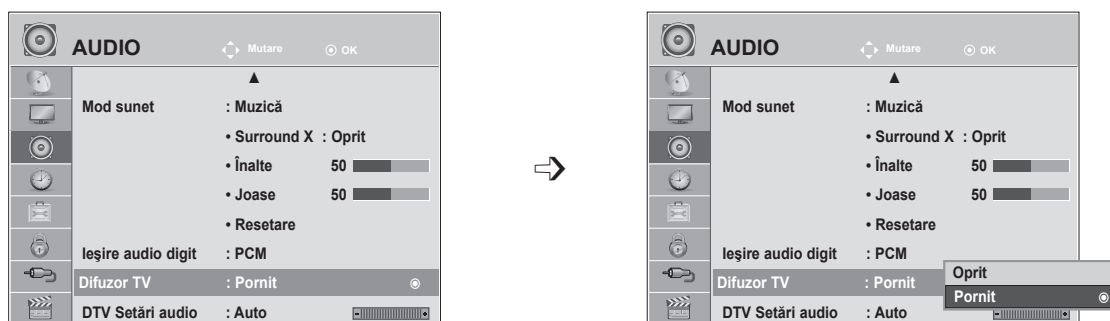 AUDIO Mutare OK
Mod sunet : Muzică
• Surround X : Oprit
• Înalte 50
• Joase 50
• Resetare
Ieşire audio digit : PCM
Difuzor TV : Pornit
DTV Setări audio : Auto
AUDIO Mutare OK
Mod sunet : Muzică
• Surround X : Oprit
• Înalte 50
• Joase 50
• Resetare
Ieşire audio digit : PCM
Difuzor TV : Pornit
Oprit
Pornit
DTV Setări audio : Auto